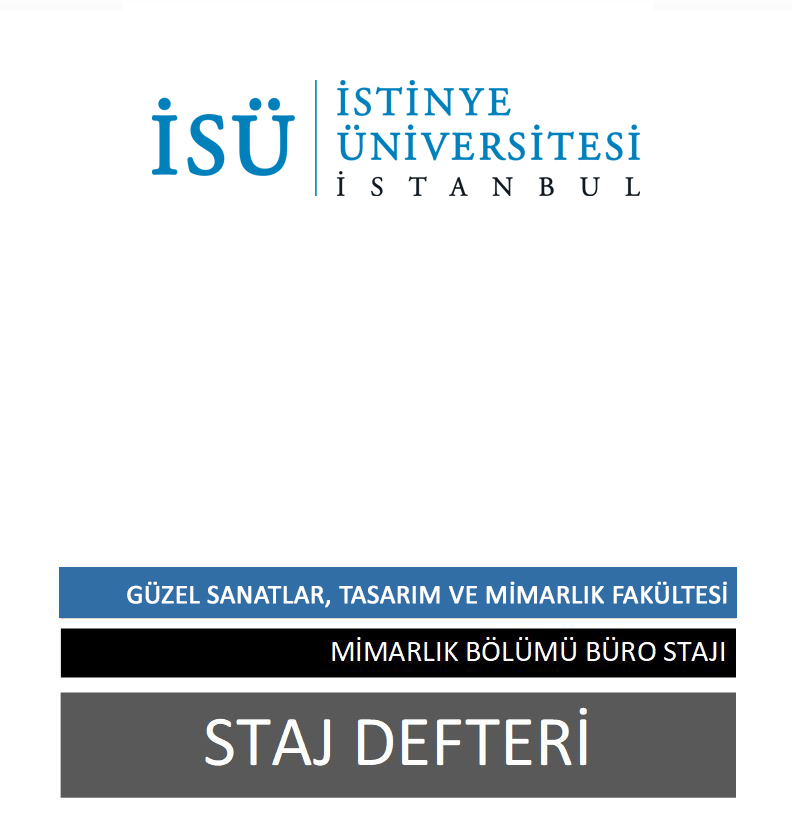 İSÜ
İSTİNYE
ÜNİVERSİTESİ
İSTANBUL
GÜZEL SANATLAR, TASARIM VE MİMARLIK FAKÜLTESİ
MİMARLIK BÖLÜMÜ BÜRO STAJI
STAJ DEFTERİ